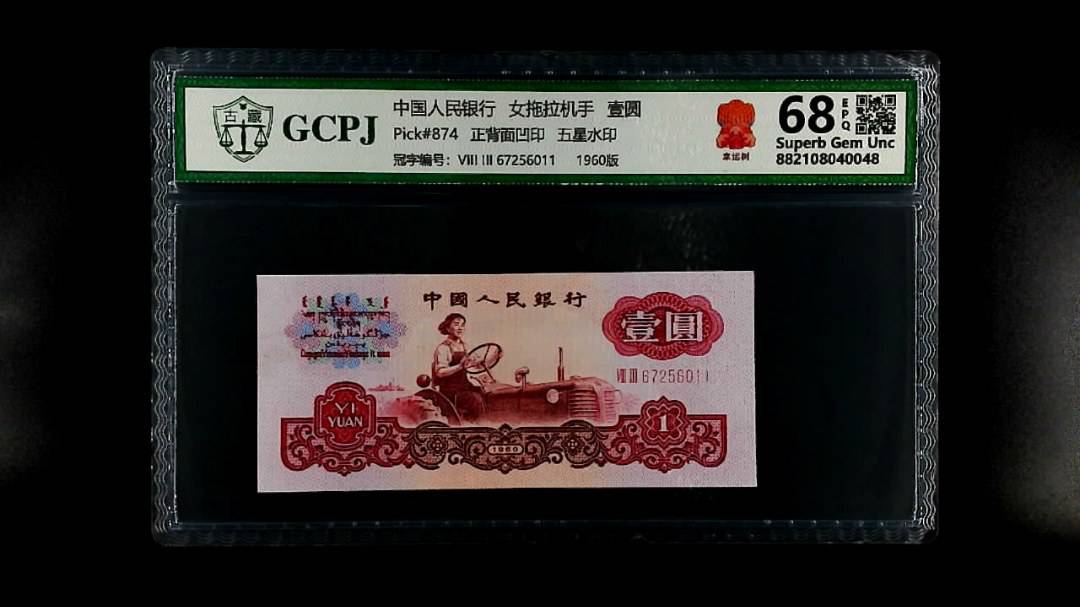 古藏
GCPJ
中国人民银行 女拖拉机手 壹圆
Pick#874 正背面凹印 五星水印
冠字编号: VIII III 67256011 1960版
拿运树
68 EPQ
Superb Gem Unc
882108040048
中國人民銀行
壹圓
VIII III 67256011
YI
YUAN
1
1960